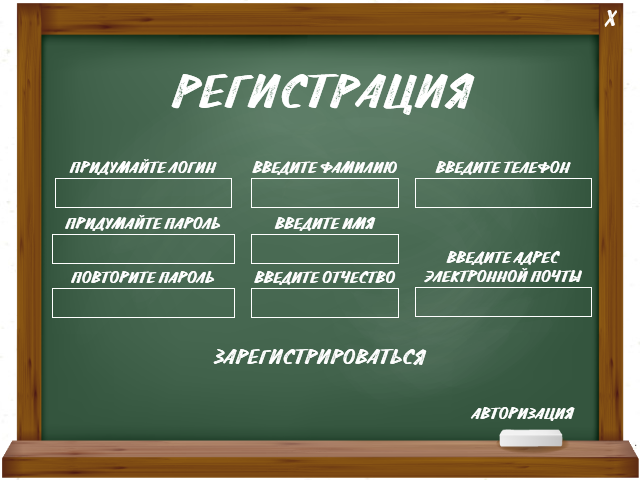 X
РЕГИСТРАЦИЯ
ПРИДУМАЙТЕ ЛОГИН
ВВЕДИТЕ ФАМИЛИЮ
ВВЕДИТЕ ТЕЛЕФОН
ПРИДУМАЙТЕ ПАРОЛЬ
ВВЕДИТЕ ИМЯ
ВВЕДИТЕ АДРЕС
ЭЛЕКТРОННОЙ ПОЧТЫ
ПОВТОРИТЕ ПАРОЛЬ
ВВЕДИТЕ ОТЧЕСТВО
ЗАРЕГИСТРИРОВАТЬСЯ
АВТОРИЗАЦИЯ